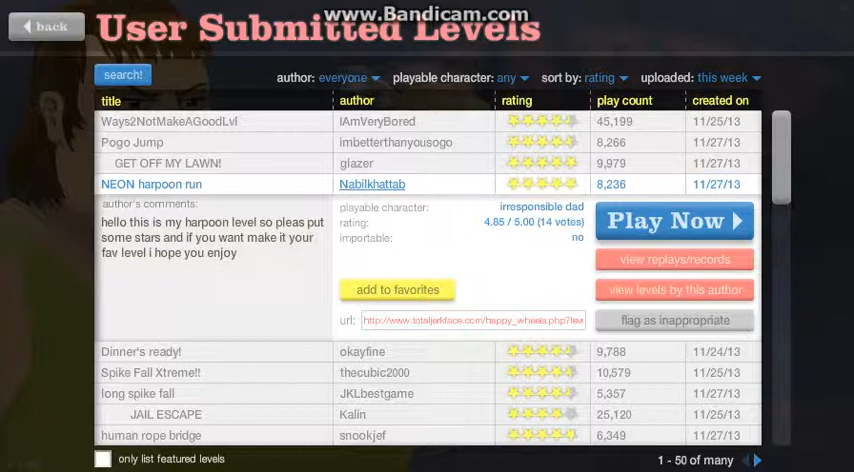 www.Bandicam.com
back
User Submitted Levels
search!
author: everyone playable character: any sort by: rating uploaded: this week
title author rating play count created on
Ways2NotMakeAGoodLvl IAmVeryBored 45,199 11/25/13
Pogo Jump imbetterthanyousogo 8,266 11/27/13
GET OFF MY LAWN! glazer 9,979 11/27/13
NEON harpoon run Nabilkhattab 8,236 11/27/13
author's comments:
hello this is my harpoon level so pleas put
some stars and if you want make it your
fav level i hope you enjoy
playable character: irresponsible dad
rating: 4.85 / 5.00 (14 votes)
importable: no
add to favorites
url: http://www.totaljerkface.com/happy_wheels.php?lev
Play Now
view replays/records
view levels by this author
flag as inappropriate
Dinner's ready! okayfine 9,788 11/24/13
Spike Fall Xtreme!! thecubic2000 10,579 11/25/13
long spike fall JKLbestgame 5,357 11/27/13
JAIL ESCAPE Kalin 25,120 11/25/13
human rope bridge snookjef 6,349 11/27/13
only list featured levels
1 - 50 of many